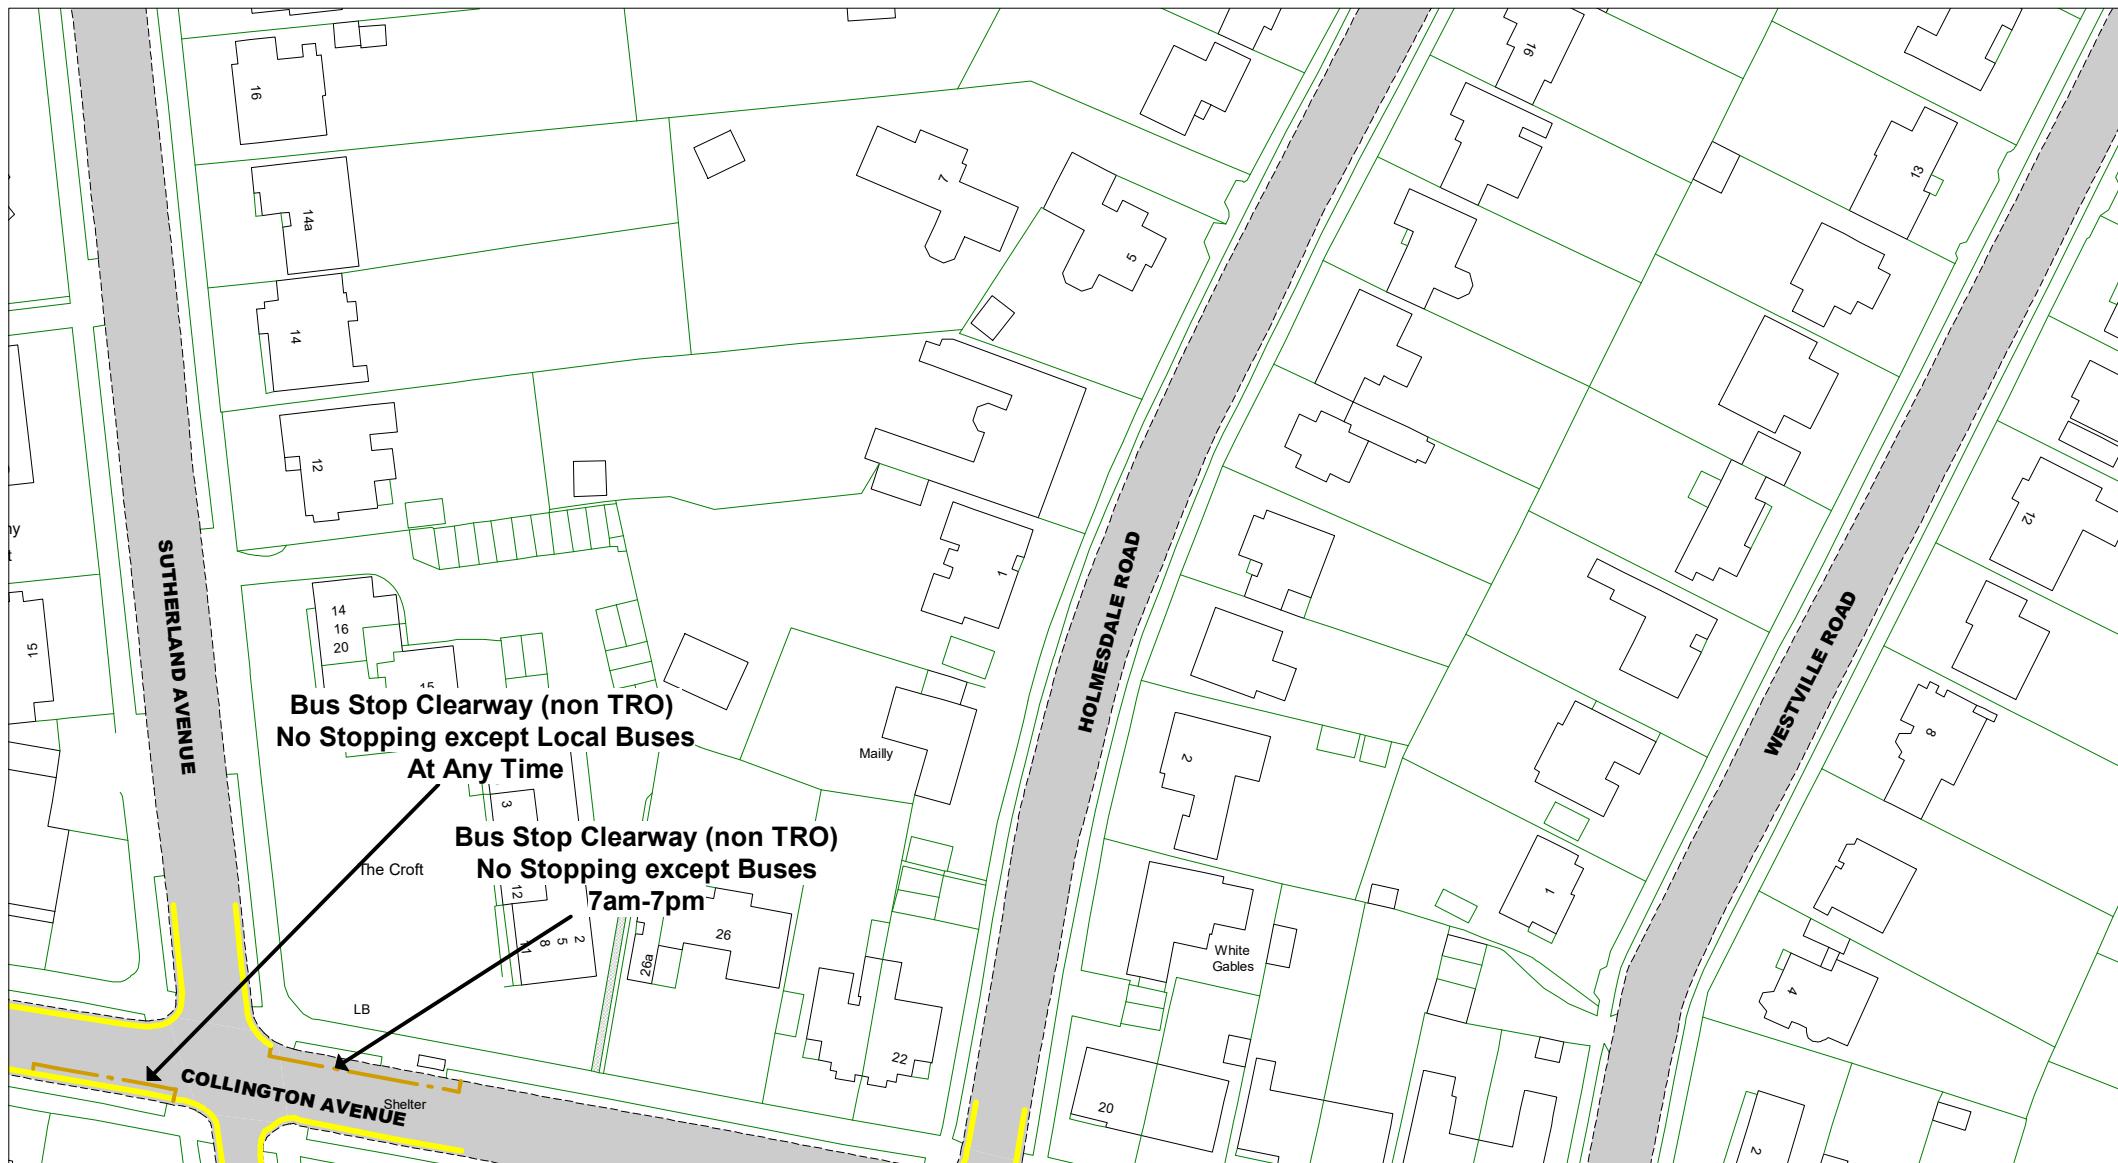 16
16
13
7
14a
5
14
12
12
SUTHERLAND AVENUE
HOLMESDALE ROAD
WESTVILLE ROAD
1
14
16
20
15
15
Bus Stop Clearway (non TRO)
No Stopping except Local Buses
At Any Time
Mailly
2
8
3
Bus Stop Clearway (non TRO)
No Stopping except Buses
7am-7pm
The Croft
12
1
11
8
5
2
26
26a
White
Gables
4
LB
22
COLLINGTON AVENUE
Shelter
20
2